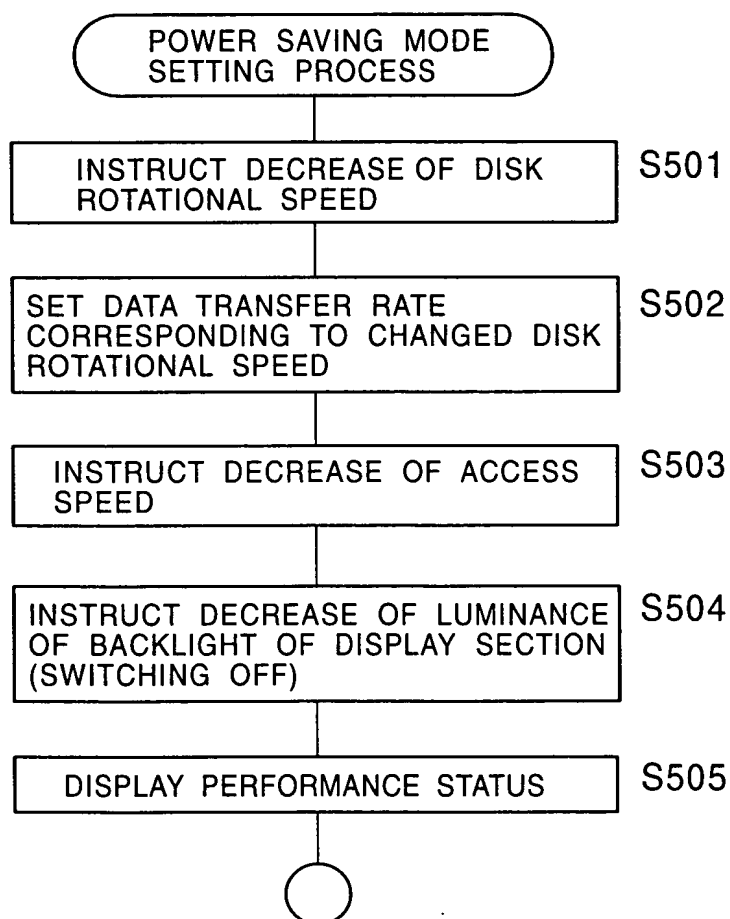 POWER SAVING MODE
SETTING PROCESS
INSTRUCT DECREASE OF DISK
ROTATIONAL SPEED
S501
SET DATA TRANSFER RATE
CORRESPONDING TO CHANGED DISK
ROTATIONAL SPEED
S502
INSTRUCT DECREASE OF ACCESS
SPEED
S503
INSTRUCT DECREASE OF LUMINANCE
OF BACKLIGHT OF DISPLAY SECTION
(SWITCHING OFF)
S504
DISPLAY PERFORMANCE STATUS
S505